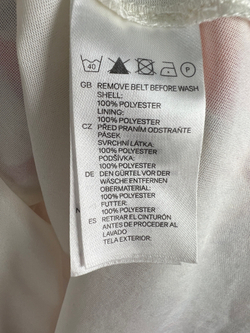 40
P
GB REMOVE BELT BEFORE WASH
SHELL:
100% POLYESTER
LINING:
100% POLYESTER
CZ PŘED PRANÍM ODSTRAŇTE
PÁSEK
SVRCHNÍ LÁTKA:
100% POLYESTER
PODŠÍVKA:
100% POLYESTER
DE DEN GÜRTEL VOR DER
WÄSCHE ENTFERNEN
OBERMATERIAL:
100% POLYESTER
FUTTER:
100% POLYESTER
ES RETIRAR EL CINTURÓN
ANTES DE PROCEDER AL
LAVADO
TELA EXTERIOR: